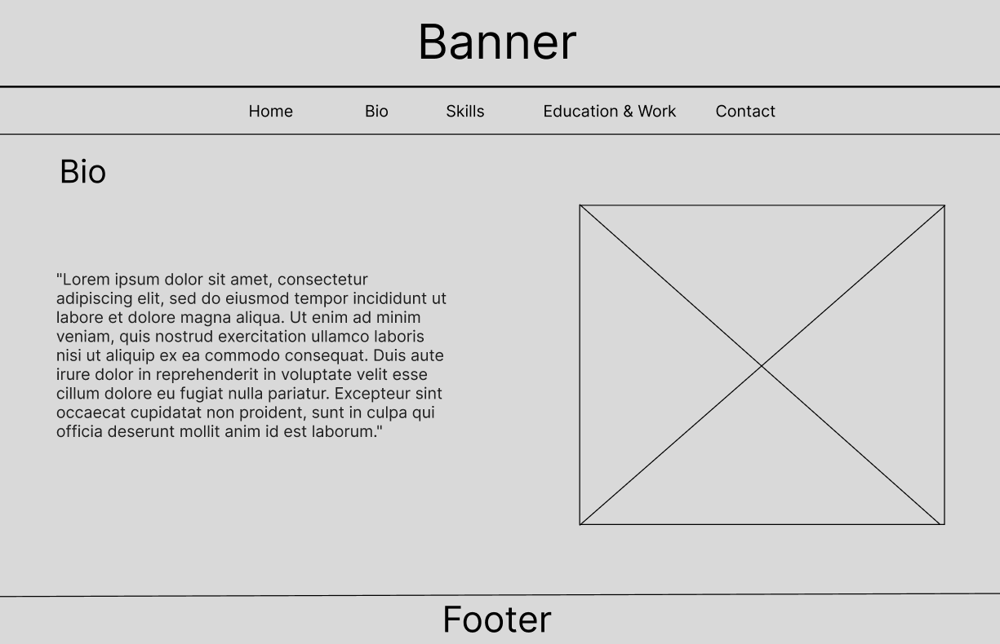 Banner
Home Bio Skills Education & Work Contact
Bio
"Lorem ipsum dolor sit amet, consectetur
adipiscing elit, sed do eiusmod tempor incididunt ut
labore et dolore magna aliqua. Ut enim ad minim
veniam, quis nostrud exercitation ullamco laboris
nisi ut aliquip ex ea commodo consequat. Duis aute
irure dolor in reprehenderit in voluptate velit esse
cillum dolore eu fugiat nulla pariatur. Excepteur sint
occaecat cupidatat non proident, sunt in culpa qui
officia deserunt mollit anim id est laborum."
Footer